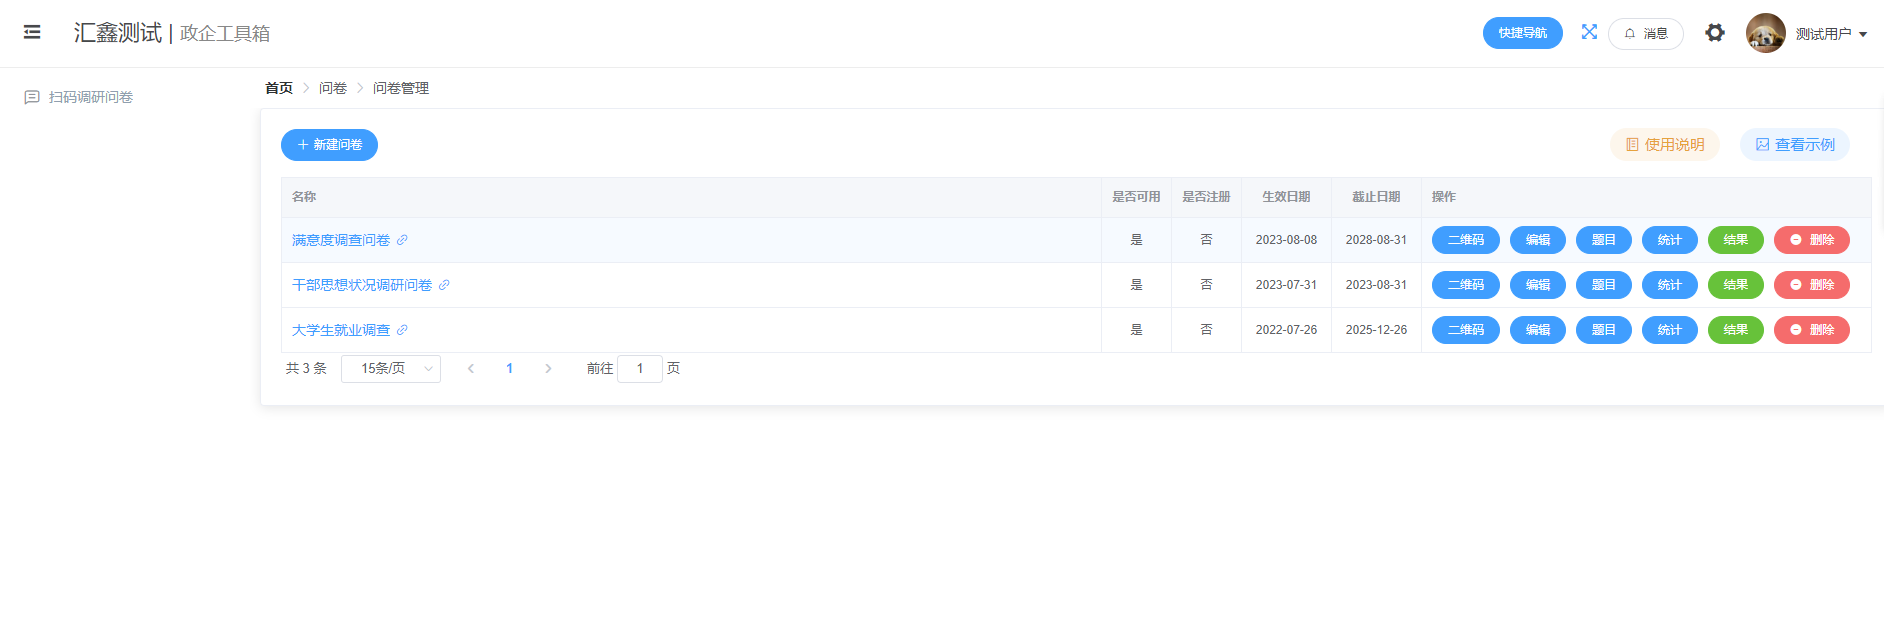 汇鑫测试 | 政企工具箱
快捷导航
消息
测试用户
扫码调研问卷
首页 > 问卷 > 问卷管理
新建问卷
使用说明
查看示例
名称 是否可用 是否注册 生效日期 截止日期 操作
满意度调查问卷 是 否 2023-08-08 2028-08-31 二维码 编辑 题目 统计 结果 删除
干部思想状况调研问卷 是 否 2023-07-31 2023-08-31 二维码 编辑 题目 统计 结果 删除
大学生就业调查 是 否 2022-07-26 2025-12-26 二维码 编辑 题目 统计 结果 删除
共 3 条 15条/页 < 1 > 前往 1 页